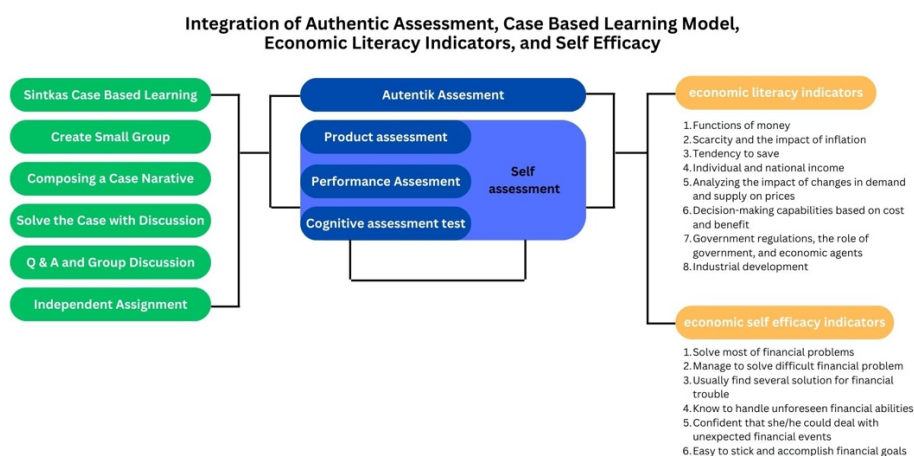 Integration of Authentic Assessment, Case Based Learning Model,
Economic Literacy Indicators, and Self Efficacy
Sintkas Case Based Learning
Create Small Group
Composing a Case Narative
Solve the Case with Discussion
Q & A and Group Discussion
Independent Assignment
Autentik Assesment
Product assessment
Performance Assesment
Cognitive assessment test
Self
assessment
economic literacy indicators
1. Functions of money
2. Scarcity and the impact of inflation
3. Tendency to save
4. Individual and national income
5. Analyzing the impact of changes in demand
and supply on prices
6. Decision-making capabilities based on cost
and benefit
7. Government regulations, the role of
government, and economic agents
8. Industrial development
economic self efficacy indicators
1. Solve most of financial problems
2. Manage to solve difficult financial problem
3. Usually find several solution for financial
trouble
4. Know to handle unforeseen financial abilities
5. Confident that she/he could deal with
unexpected financial events
6. Easy to stick and accomplish financial goals